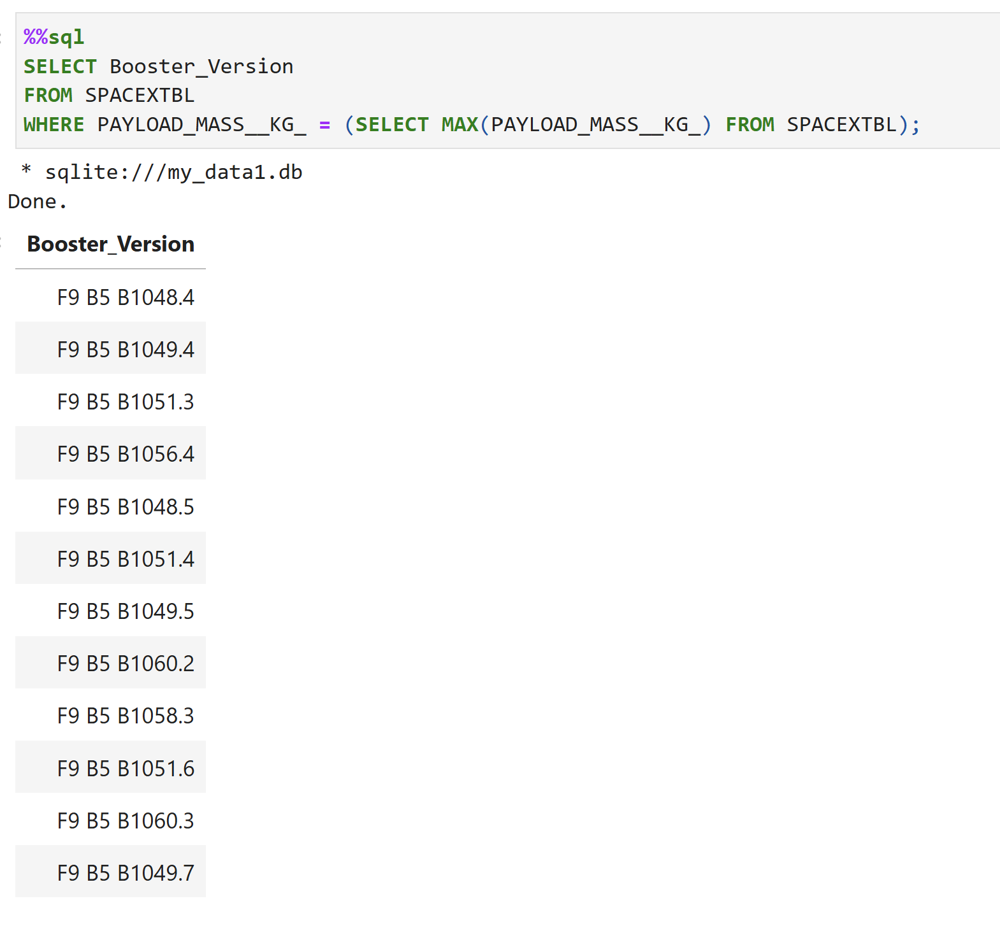 %%sql
SELECT Booster_Version
FROM SPACEXTBL
WHERE PAYLOAD_MASS__KG_ = (SELECT MAX(PAYLOAD_MASS__KG_) FROM SPACEXTBL);
* sqlite:///my_data1.db
Done.
Booster_Version
F9 B5 B1048.4
F9 B5 B1049.4
F9 B5 B1051.3
F9 B5 B1056.4
F9 B5 B1048.5
F9 B5 B1051.4
F9 B5 B1049.5
F9 B5 B1060.2
F9 B5 B1058.3
F9 B5 B1051.6
F9 B5 B1060.3
F9 B5 B1049.7